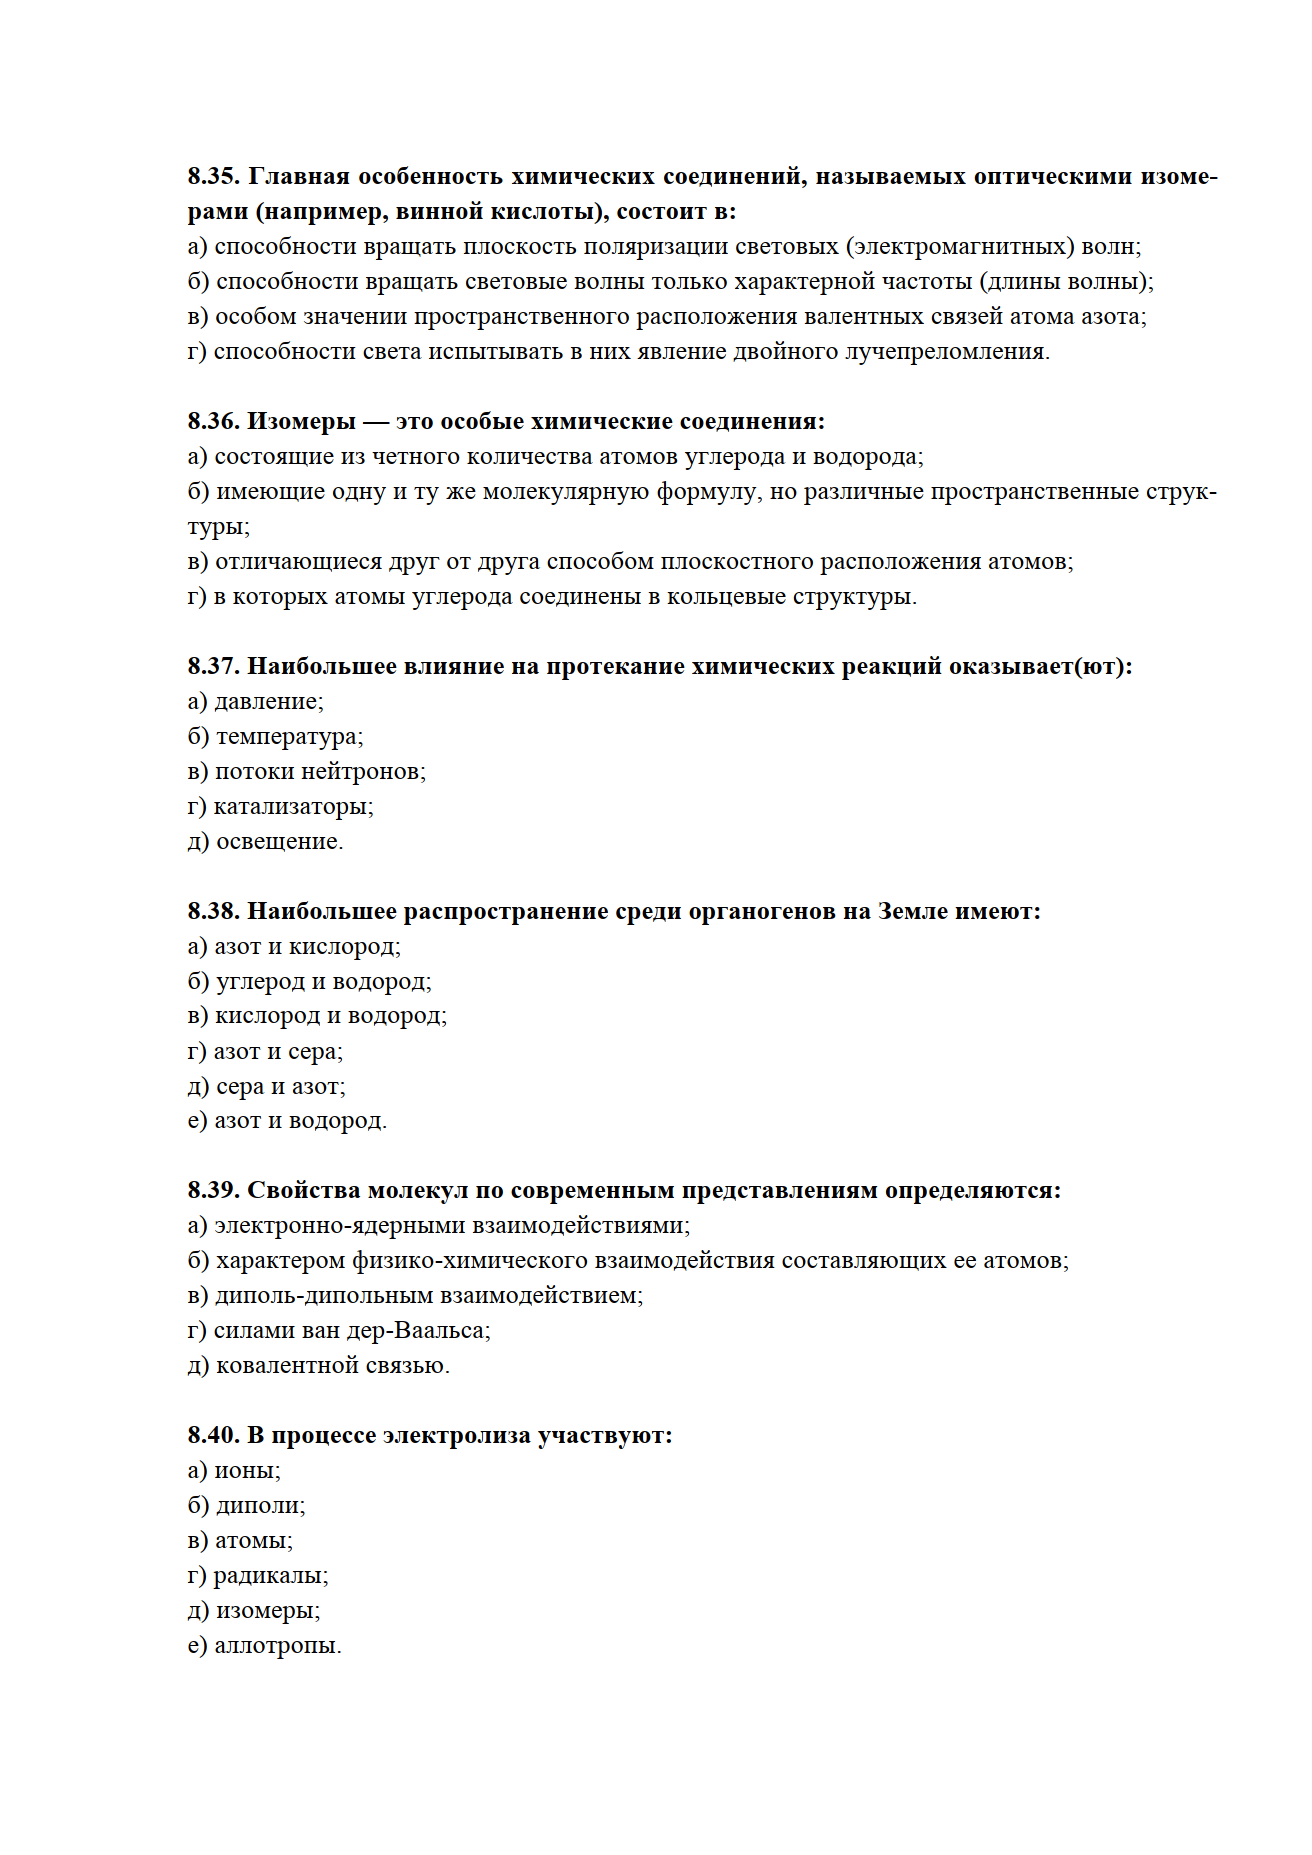 8.35. Главная особенность химических соединений, называемых оптическими изоме-
рами (например, винной кислоты), состоит в:
а) способности вращать плоскость поляризации световых (электромагнитных) волн;
б) способности вращать световые волны только характерной частоты (длины волны);
в) особом значении пространственного расположения валентных связей атома азота;
г) способности света испытывать в них явление двойного лучепреломления.
8.36. Изомеры — это особые химические соединения:
а) состоящие из четного количества атомов углерода и водорода;
б) имеющие одну и ту же молекулярную формулу, но различные пространственные струк-
туры;
в) отличающиеся друг от друга способом плоскостного расположения атомов;
г) в которых атомы углерода соединены в кольцевые структуры.
8.37. Наибольшее влияние на протекание химических реакций оказывает(ют):
а) давление;
б) температура;
в) потоки нейтронов;
г) катализаторы;
д) освещение.
8.38. Наибольшее распространение среди органогенов на Земле имеют:
а) азот и кислород;
б) углерод и водород;
в) кислород и водород;
г) азот и сера;
д) сера и азот;
е) азот и водород.
8.39. Свойства молекул по современным представлениям определяются:
а) электронно-ядерными взаимодействиями;
б) характером физико-химического взаимодействия составляющих ее атомов;
в) диполь-дипольным взаимодействием;
г) силами ван дер-Ваальса;
д) ковалентной связью.
8.40. В процессе электролиза участвуют:
а) ионы;
б) диполи;
в) атомы;
г) радикалы;
д) изомеры;
е) аллотропы.